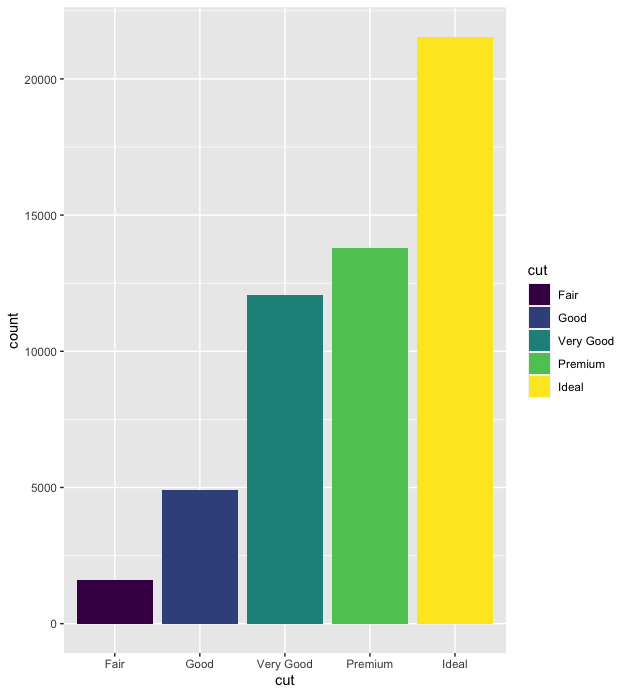 20000
15000
10000
5000
0
count
Fair Good Very Good Premium Ideal
cut
cut
Fair
Good
Very Good
Premium
Ideal